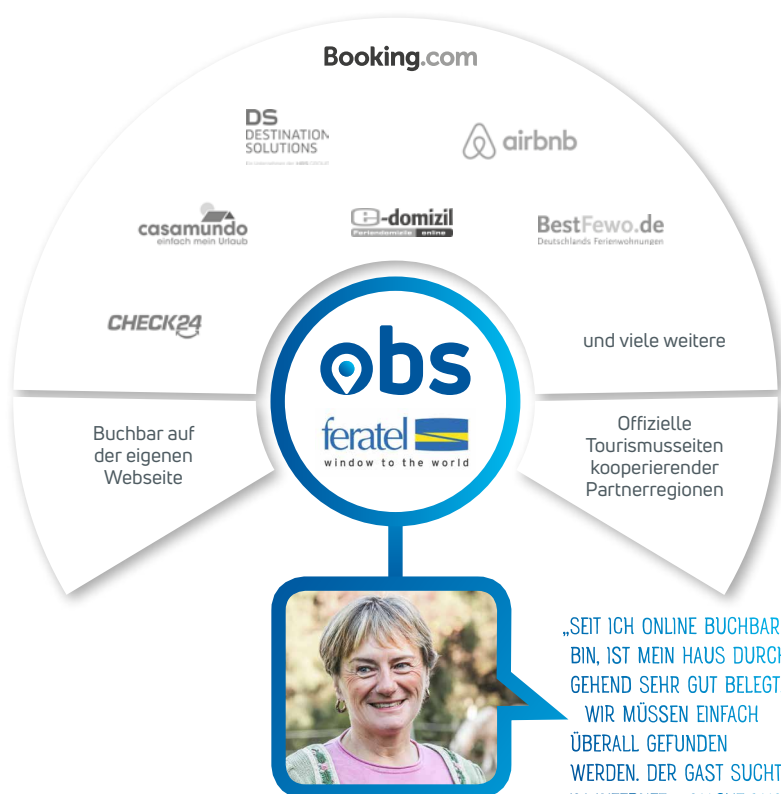 Booking.com
DS
DESTINATION
SOLUTIONS
airbnb
casamundo
einfach mein Urlaub
e-domizil
Feriendomizile online
BestFewo.de
Deutschlands Ferienwohnungen
CHECK24
und viele weitere
obs
feratel
window to the world
Buchbar auf
der eigenen
Webseite
Offizielle
Tourismusseiten
kooperierender
Partnerregionen
„SEIT ICH ONLINE BUCHBAR
BIN, IST MEIN HAUS DURCH
GEHEND SEHR GUT BELEGT
WIR MÜSSEN EINFACH
ÜBERALL GEFUNDEN
WERDEN. DER GAST SUCHT